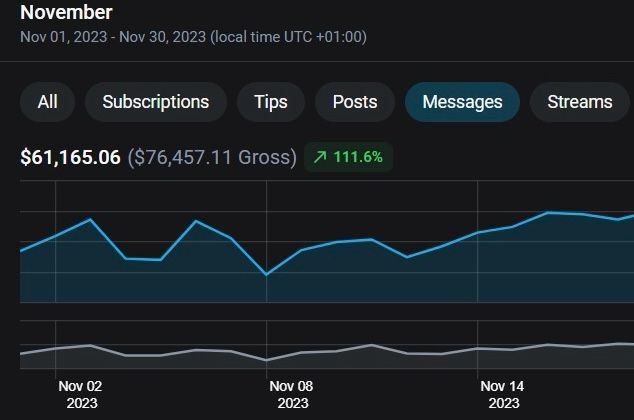 November
Nov 01, 2023 - Nov 30, 2023 (local time UTC +01:00)
All Subscriptions Tips Posts Messages Streams
$61,165.06 ($76,457.11 Gross) ↗ 111.6%
Nov 02 Nov 08 Nov 14
2023 2023 2023